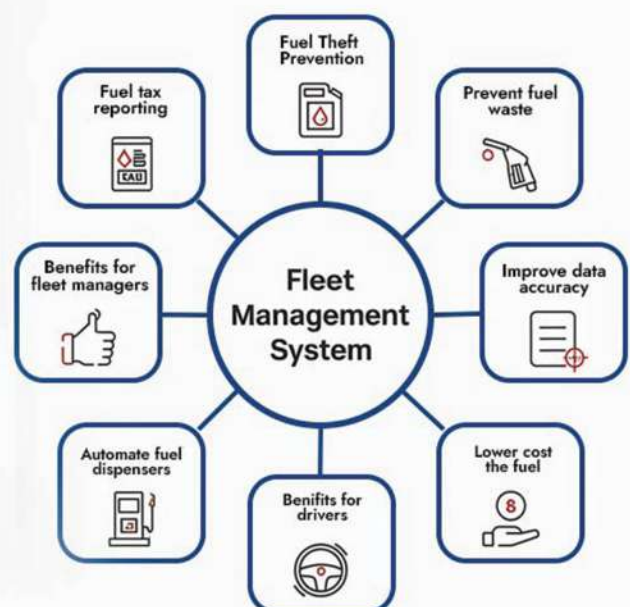 Fuel Theft
Prevention
Fuel tax
reporting
Prevent fuel
waste
Benefits for
fleet managers
Fleet
Management
System
Improve data
accuracy
Automate fuel
dispensers
Benifits for
drivers
Lower cost
the fuel